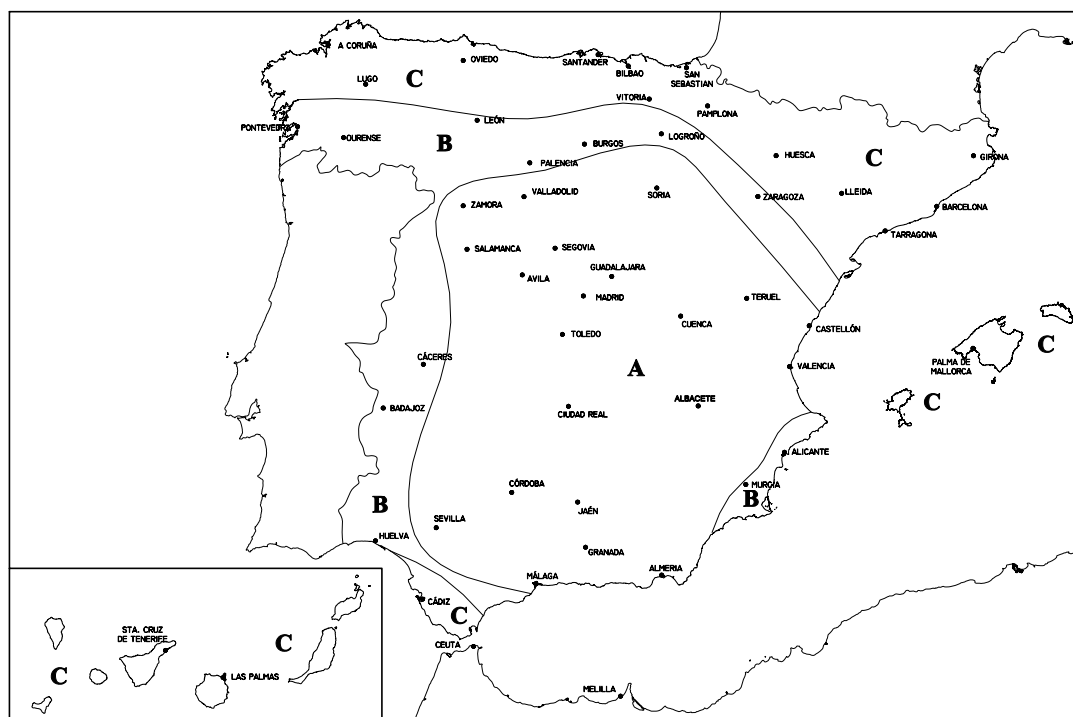 A CORUÑA
OVIEDO
SANTANDER
BILBAO
SAN
SEBASTIAN
LUGO
C
VITORIA
PAMPLONA
PONTEVEDRA
OURENSE
LEÓN
B
BURGOS
LOGROÑO
PALENCIA
HUESCA
C
GIRONA
ZAMORA
VALLADOLID
SORIA
ZARAGOZA
LLEIDA
BARCELONA
TARRAGONA
SALAMANCA
SEGOVIA
AVILA
GUADALAJARA
MADRID
TERUEL
CUENCA
CASTELLÓN
TOLEDO
C
CÁCERES
A
VALENCIA
PALMA DE
MALLORCA
BADAJOZ
CIUDAD REAL
ALBACETE
C
ALICANTE
CÓRDOBA
MURCIA
B
B
JAÉN
SEVILLA
HUELVA
GRANADA
MÁLAGA
ALMERIA
CÁDIZ
C
CEUTA
MELILLA
STA. CRUZ
DE TENERIFE
C
C
LAS PALMAS